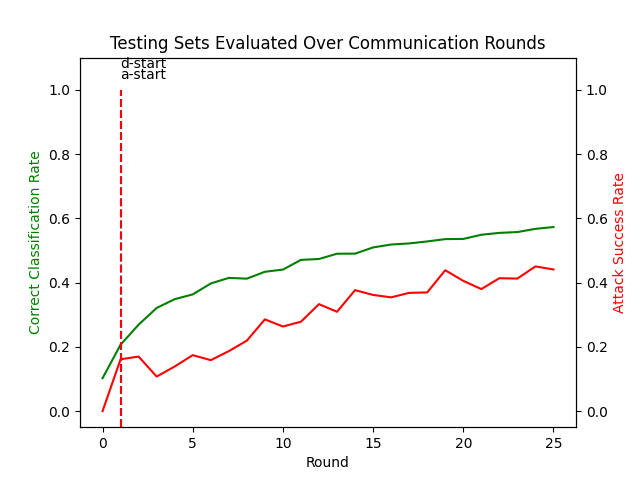 Testing Sets Evaluated Over Communication Rounds
d-start
a-start
1.0
0.8
0.6
0.4
0.2
0.0
Correct Classification Rate
1.0
0.8
0.6
0.4
0.2
0.0
Attack Success Rate
0 5 10 15 20 25
Round